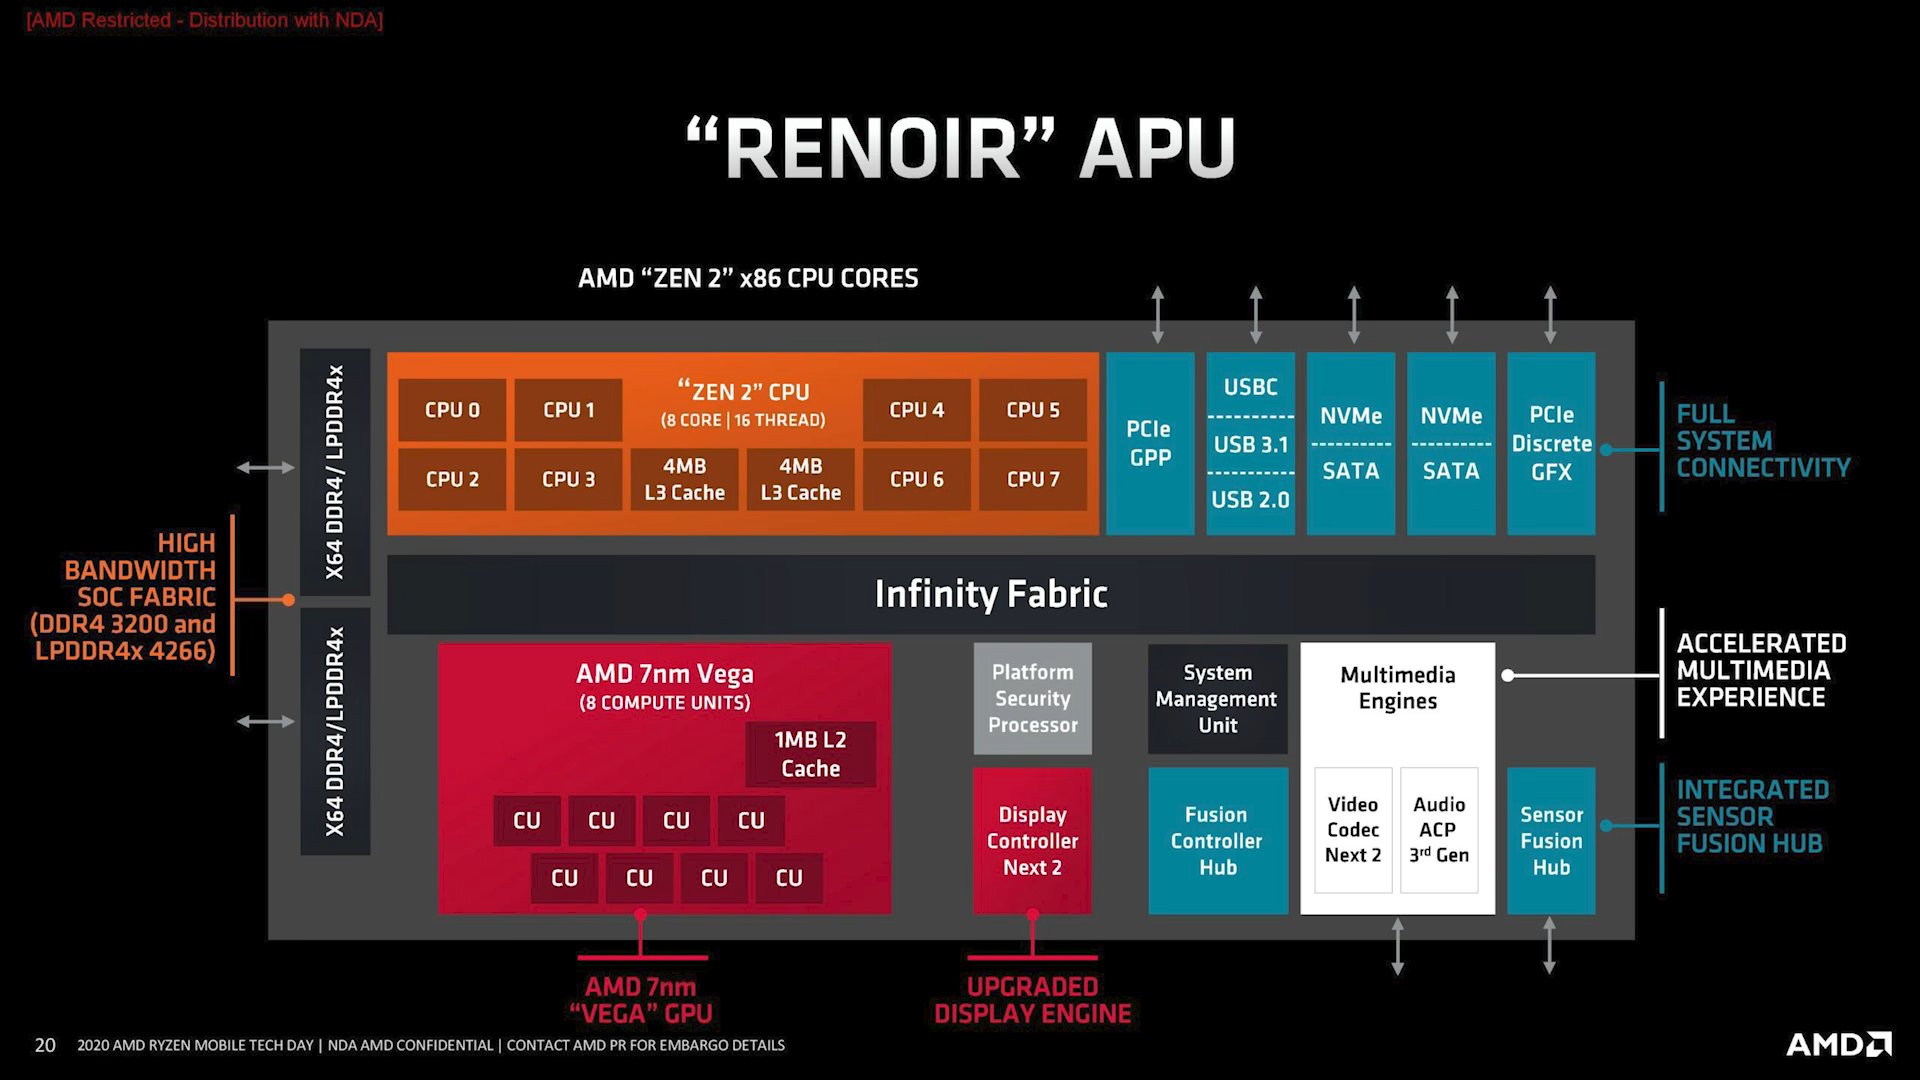 [AMD Restricted - Distribution with NDA]
“RENOIR” APU
AMD “ZEN 2” x86 CPU CORES
X64 DDR4/ LPDDR4x
X64 DDR4/LPDDR4x
HIGH
BANDWIDTH
SOC FABRIC
(DDR4 3200 and
LPDDR4x 4266)
“ZEN 2” CPU
(8 CORE | 16 THREAD)
CPU 0
CPU 1
CPU 2
CPU 3
4MB
L3 Cache
4MB
L3 Cache
CPU 4
CPU 5
CPU 6
CPU 7
PCIe
GPP
USBC
USB 3.1
USB 2.0
NVMe
SATA
NVMe
SATA
PCIe
Discrete
GFX
FULL
SYSTEM
CONNECTIVITY
Infinity Fabric
AMD 7nm Vega
(8 COMPUTE UNITS)
1MB L2
Cache
CU
CU
CU
CU
CU
CU
CU
CU
Platform
Security
Processor
Display
Controller
Next 2
System
Management
Unit
Fusion
Controller
Hub
Multimedia
Engines
Video
Codec
Next 2
Audio
ACP
3rd Gen
Sensor
Fusion
Hub
ACCELERATED
MULTIMEDIA
EXPERIENCE
INTEGRATED
SENSOR
FUSION HUB
AMD 7nm
“VEGA” GPU
UPGRADED
DISPLAY ENGINE
20 2020 AMD RYZEN MOBILE TECH DAY | NDA AMD CONFIDENTIAL | CONTACT AMD PR FOR EMBARGO DETAILS
AMD